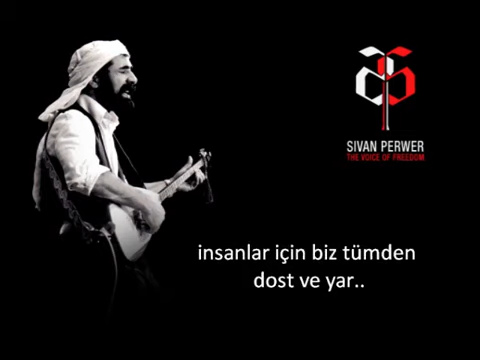 SIVAN PERWER
THE VOICE OF FREEDOM
insanlar için biz tümden
dost ve yar..